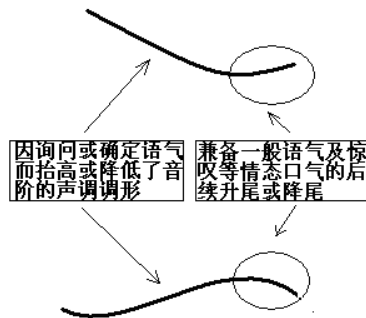 因询问或确定语气
而抬高或降低了音
阶的声调调形
兼备一般语气及惊
叹等情态口气的后
续升尾或降尾